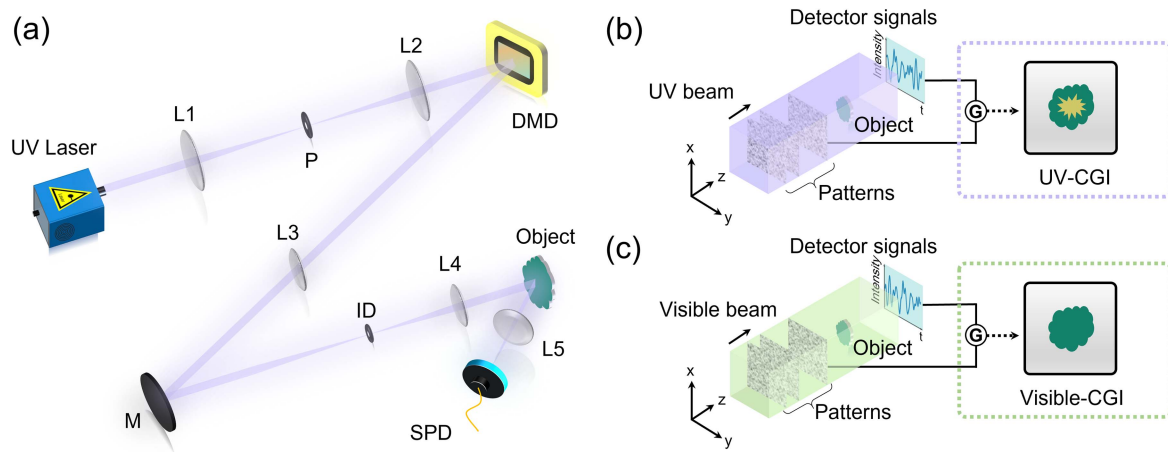 (a)
L1
P
L2
DMD
UV Laser
L3
Object
L4
ID
L5
M
SPD
(b)
Detector signals
Intensity
t
UV beam
Object
G
x
z
y
Patterns
UV-CGI
(c)
Detector signals
Intensity
t
Visible beam
Object
G
x
z
y
Patterns
Visible-CGI